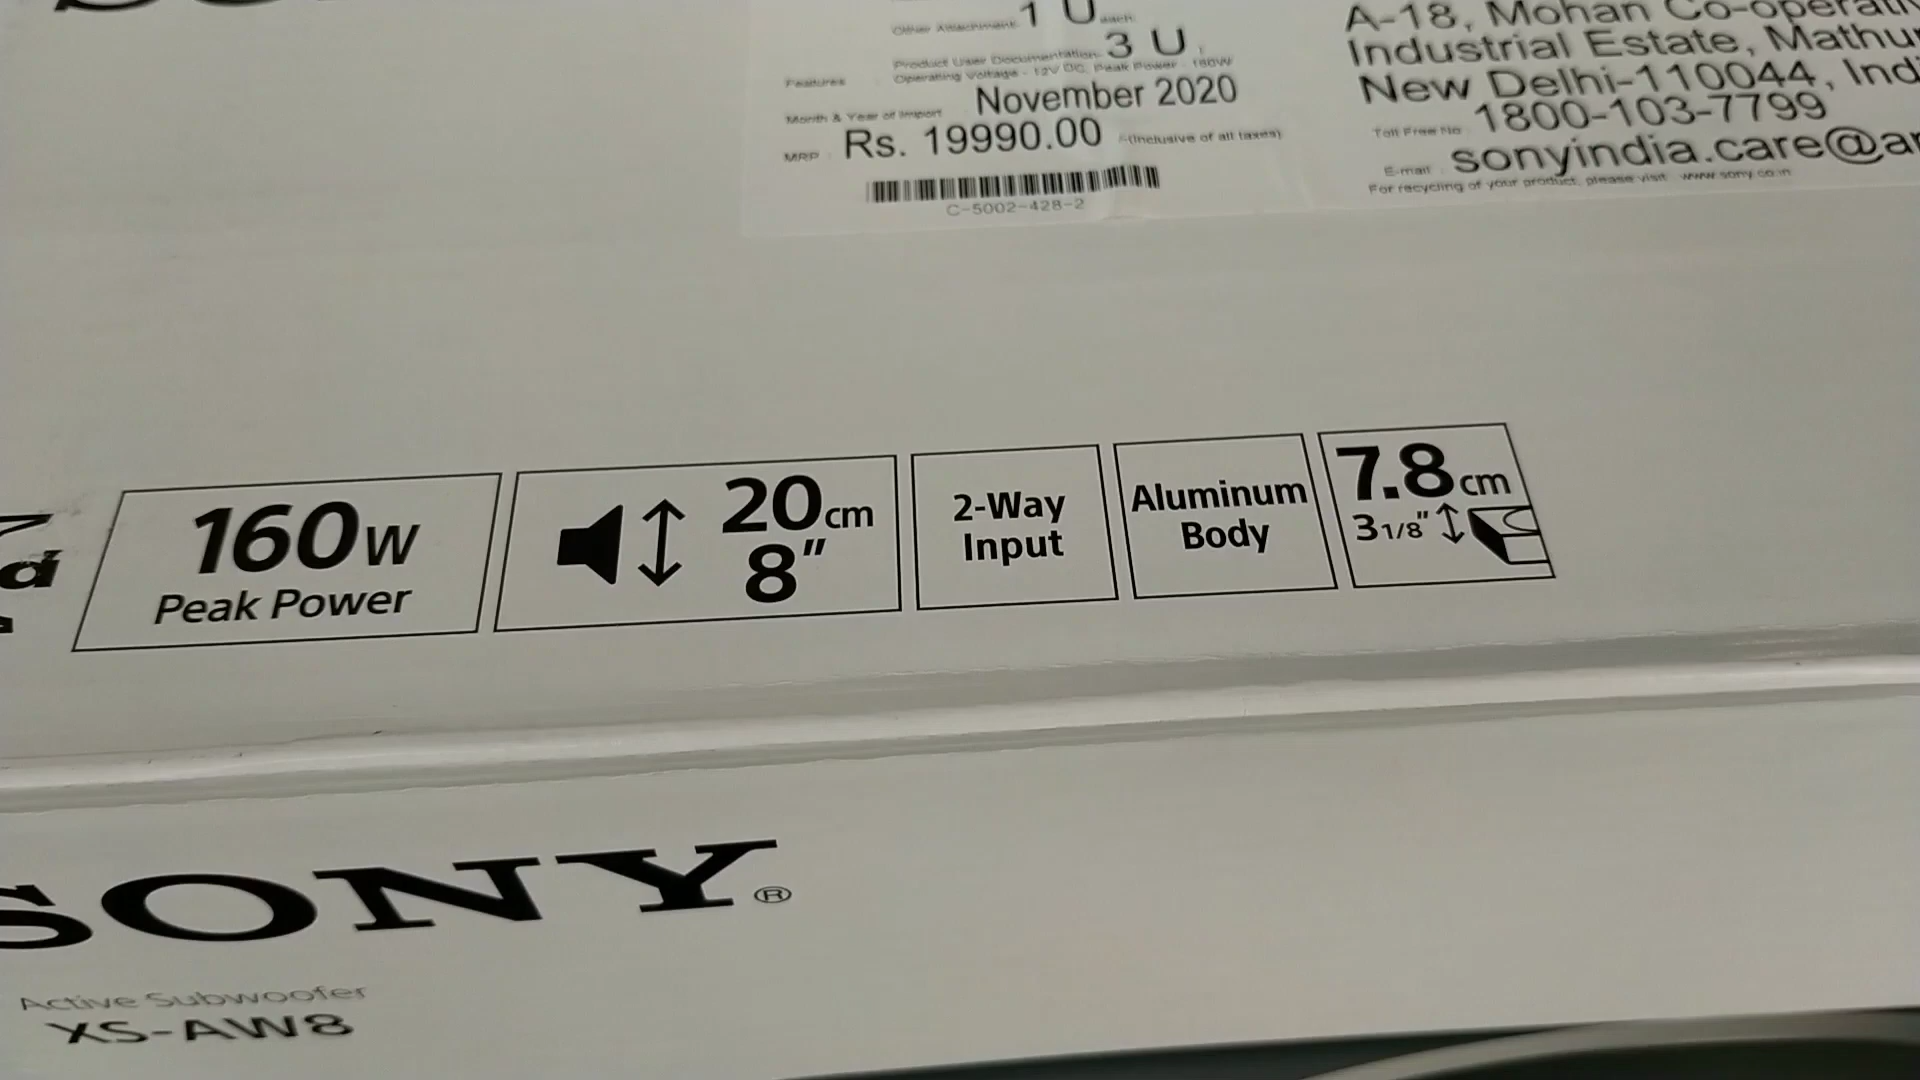 Other Attachment 1 U each
Product User Documentation 3 U,
Features Operating Voltage - 12V DC, Peak Power - 160W
Month & Year of Import November 2020
MRP Rs. 19990.00 (Inclusive of all taxes)
C-5002-428-2
A-18, Mohan Co-operati
Industrial Estate, Mathu
New Delhi-110044, Indi
Toll Free No 1800-103-7799
E-mail sonyindia.care@a
For recycling of your product, please visit www.sony.co.in
160W
Peak Power
20cm
8"
2-Way
Input
Aluminum
Body
7.8cm
3 1/8"
SONY®
Active Subwoofer
XS-AW8